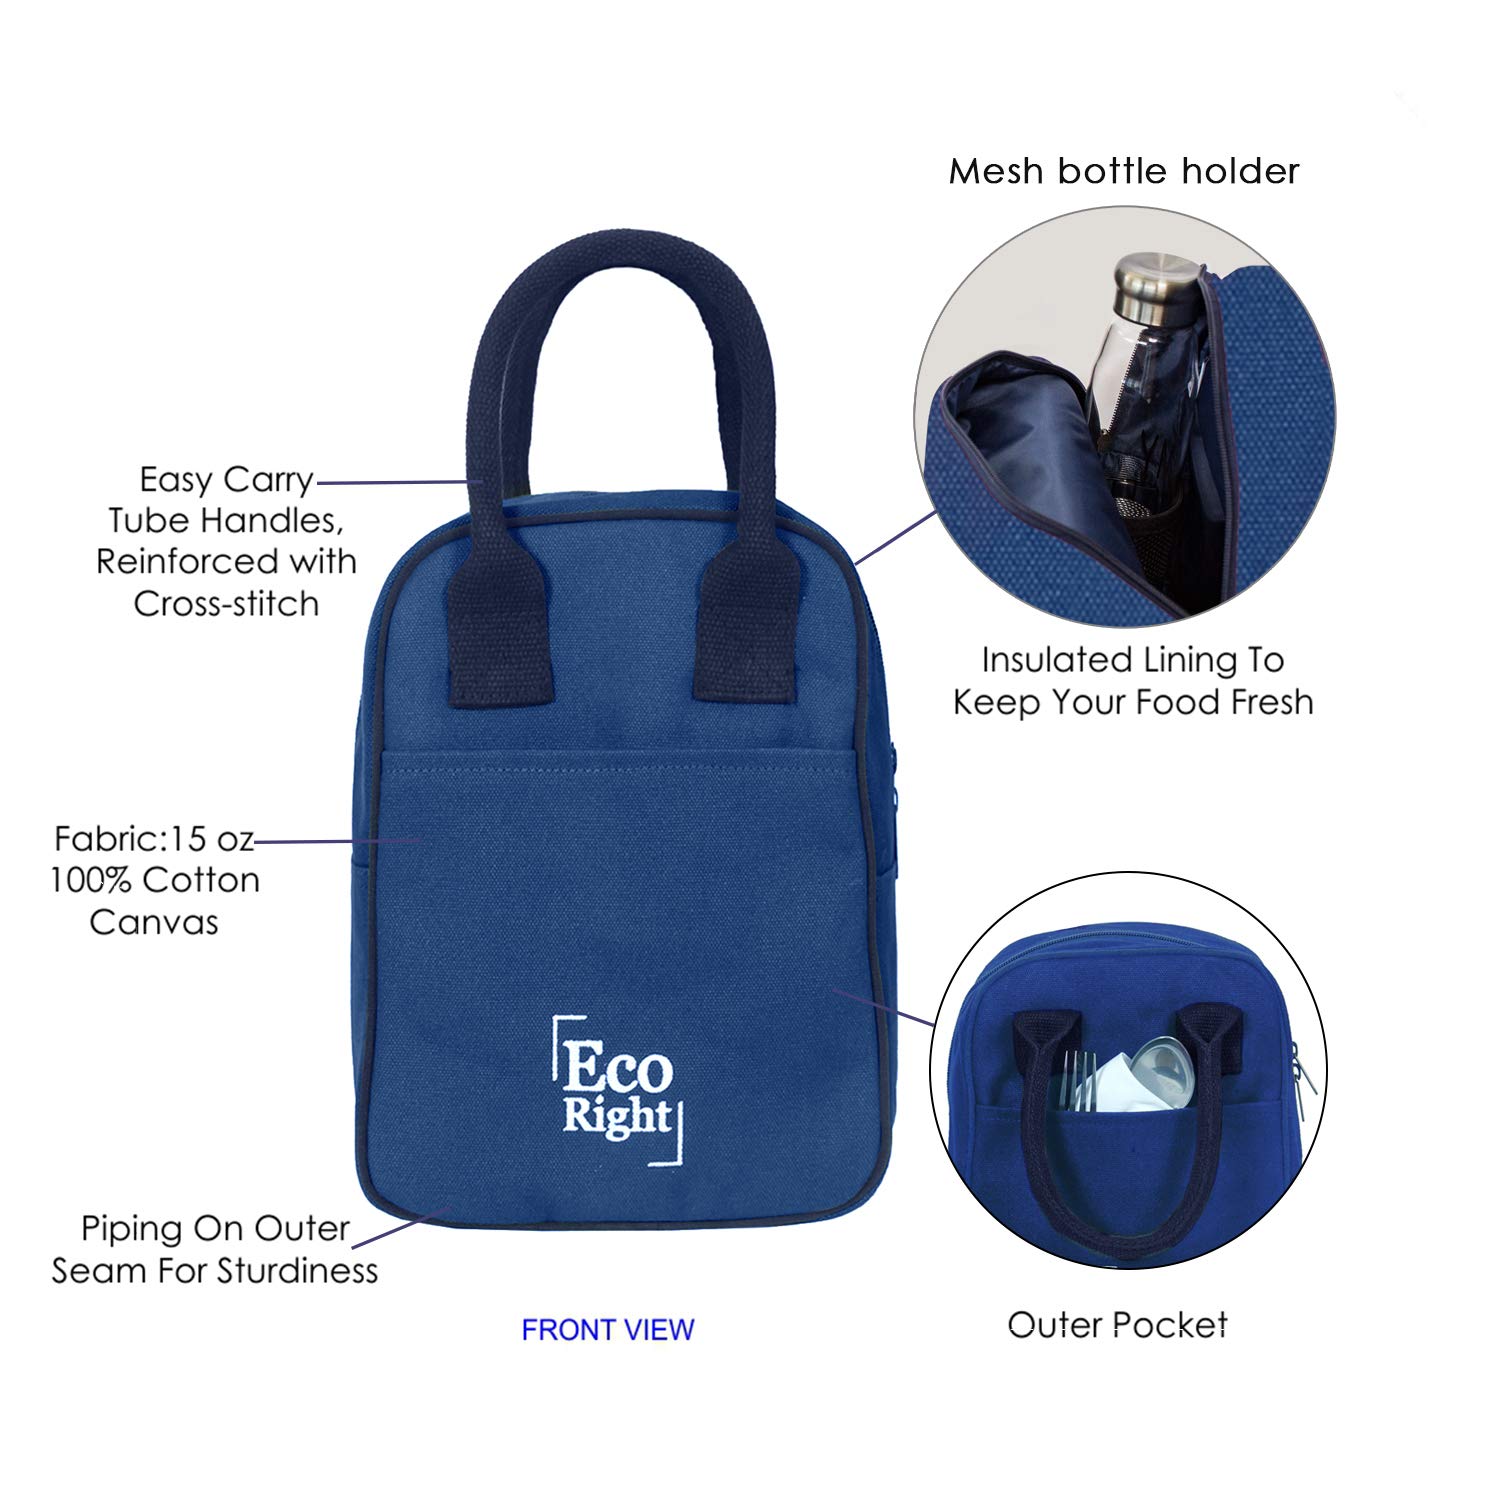 Mesh bottle holder
Easy Carry
Tube Handles,
Reinforced with
Cross-stitch
Insulated Lining To
Keep Your Food Fresh
Fabric:15 oz
100% Cotton
Canvas
Eco
Right
Piping On Outer
Seam For Sturdiness
FRONT VIEW
Outer Pocket